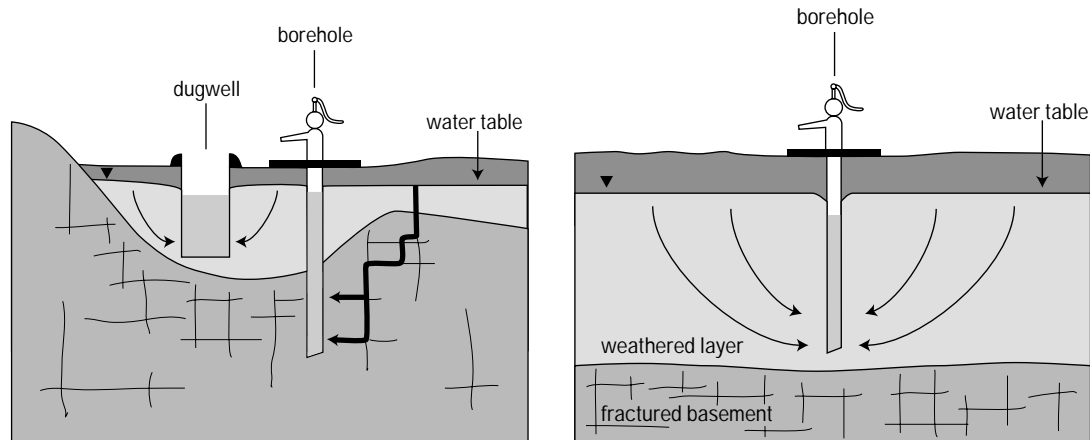 borehole
dugwell
water table
borehole
water table
weathered layer
fractured basement